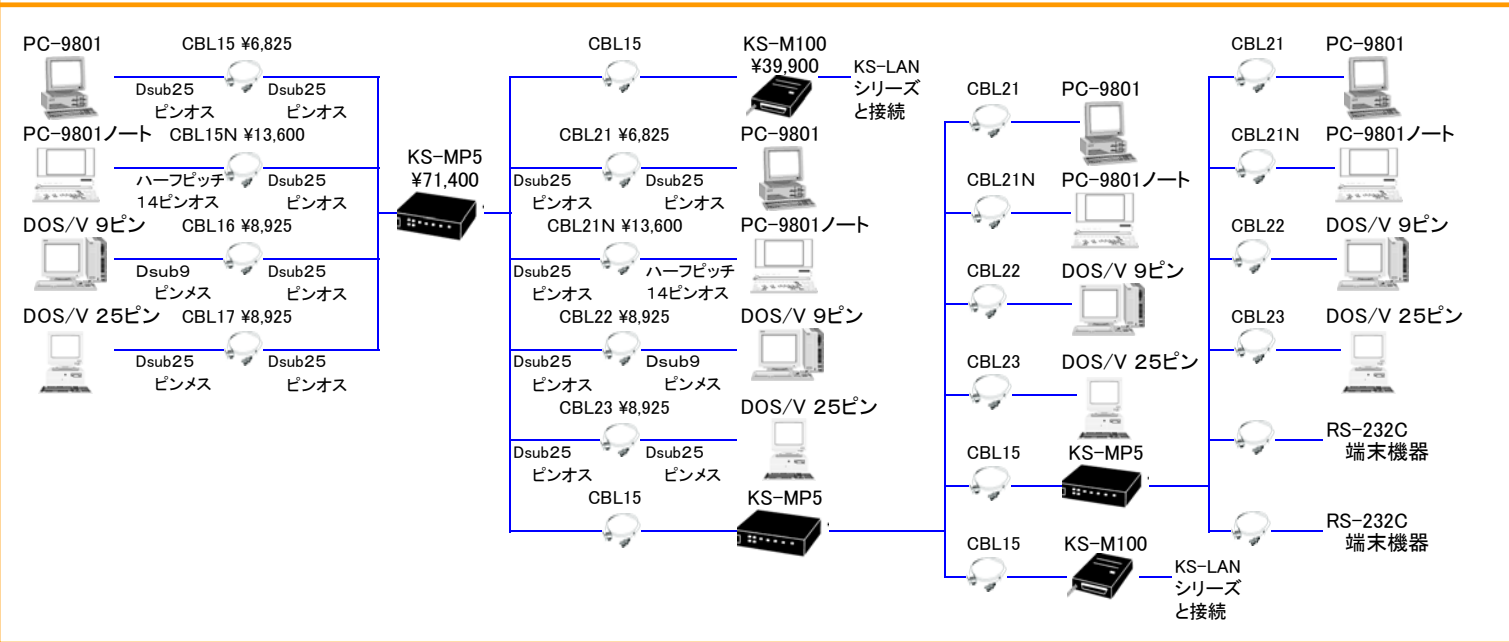 PC-9801
CBL15 ¥6,825
Dsub25
ピンオス
Dsub25
ピンオス
PC-9801ノート
CBL15N ¥13,600
ハーフピッチ
14ピンオス
Dsub25
ピンオス
DOS/V 9ピン
CBL16 ¥8,925
Dsub9
ピンメス
Dsub25
ピンオス
DOS/V 25ピン
CBL17 ¥8,925
Dsub25
ピンメス
Dsub25
ピンオス
KS-MP5
¥71,400
CBL15
KS-M100
¥39,900
KS-LAN
シリーズ
と接続
CBL21 ¥6,825
PC-9801
Dsub25
ピンオス
Dsub25
ピンオス
CBL21N ¥13,600
PC-9801ノート
Dsub25
ピンオス
ハーフピッチ
14ピンオス
CBL22 ¥8,925
DOS/V 9ピン
Dsub25
ピンオス
Dsub9
ピンメス
CBL23 ¥8,925
DOS/V 25ピン
Dsub25
ピンオス
Dsub25
ピンメス
CBL15
KS-MP5
CBL21
PC-9801
CBL21N
PC-9801ノート
CBL22
DOS/V 9ピン
CBL23
DOS/V 25ピン
CBL15
KS-MP5
CBL15
KS-M100
KS-LAN
シリーズ
と接続
CBL21
PC-9801
CBL21N
PC-9801ノート
CBL22
DOS/V 9ピン
CBL23
DOS/V 25ピン
RS-232C
端末機器
RS-232C
端末機器